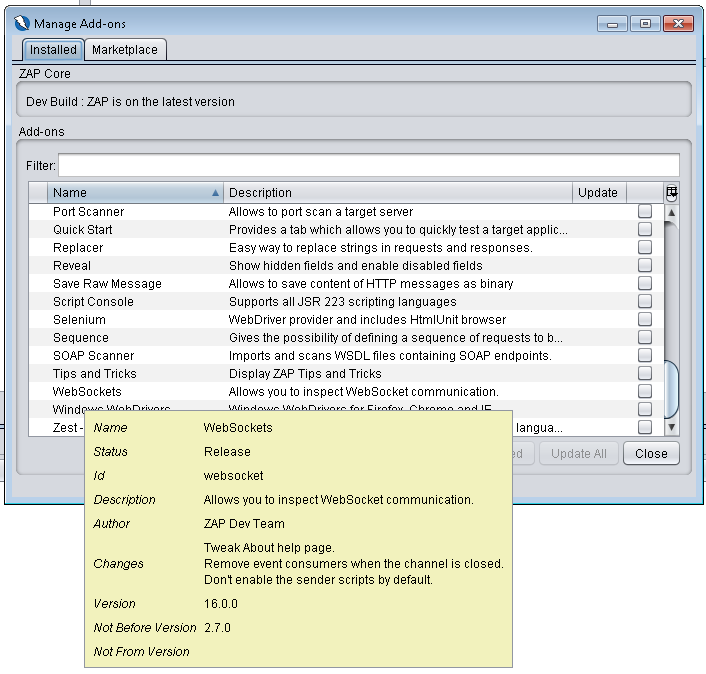 Manage Add-ons
Installed Marketplace
ZAP Core
Dev Build : ZAP is on the latest version
Add-ons
Filter:
Name Description Update
Port Scanner Allows to port scan a target server
Quick Start Provides a tab which allows you to quickly test a target applic...
Replacer Easy way to replace strings in requests and responses.
Reveal Show hidden fields and enable disabled fields
Save Raw Message Allows to save content of HTTP messages as binary
Script Console Supports all JSR 223 scripting languages
Selenium WebDriver provider and includes HtmlUnit browser
Sequence Gives the possibility of defining a sequence of requests to b...
SOAP Scanner Imports and scans WSDL files containing SOAP endpoints.
Tips and Tricks Display ZAP Tips and Tricks
WebSockets Allows you to inspect WebSocket communication.
Windows WebDrivers Windows WebDrivers for Firefox, Chrome and IE.
Zest - langua...
ed Update All Close
Name WebSockets
Status Release
Id websocket
Description Allows you to inspect WebSocket communication.
Author ZAP Dev Team
Tweak About help page.
Changes Remove event consumers when the channel is closed.
Don't enable the sender scripts by default.
Version 16.0.0
Not Before Version 2.7.0
Not From Version